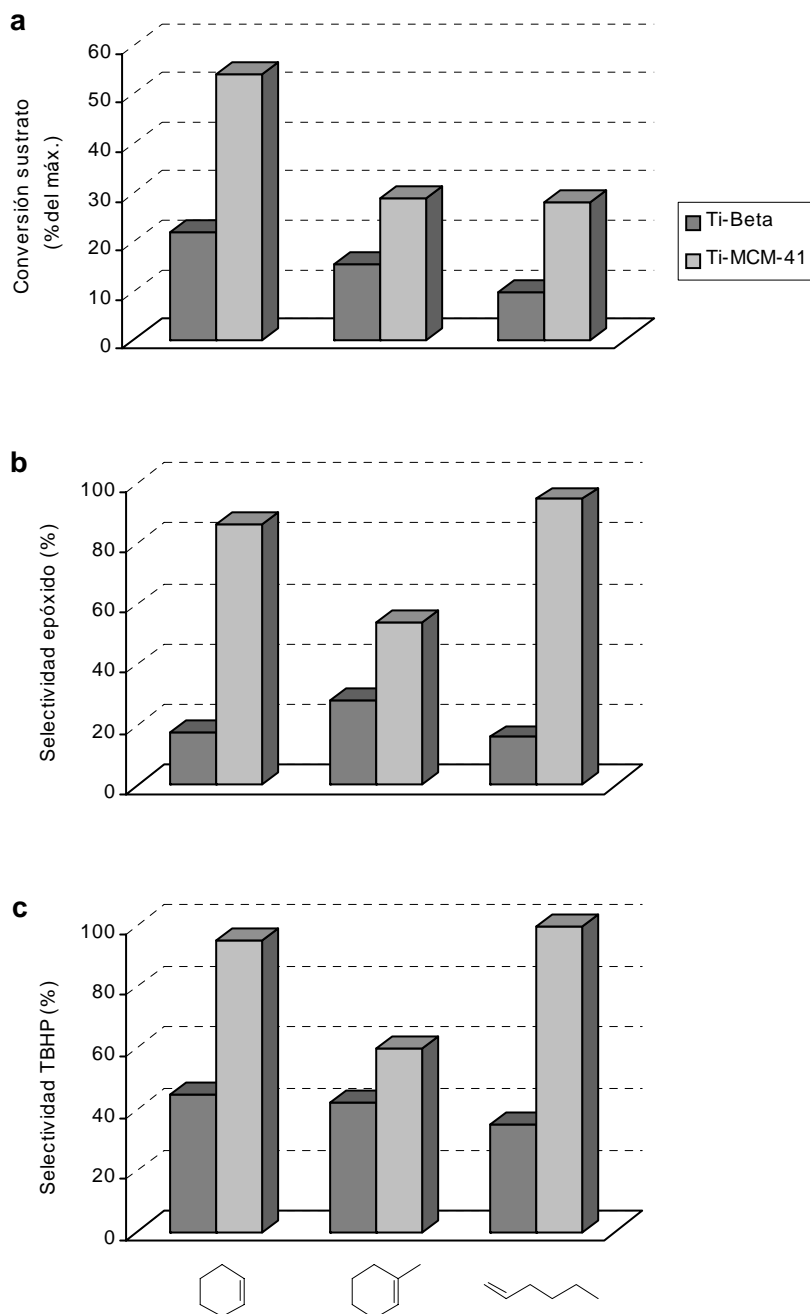 a
60
50
40
30
20
10
0
Conversión sustrato
(%del máx.)
Ti-Beta
Ti-MCM-41
b
100
80
60
40
20
0
Selectividad epóxido (%)
c
100
80
60
40
20
0
Selectividad TBHP (%)